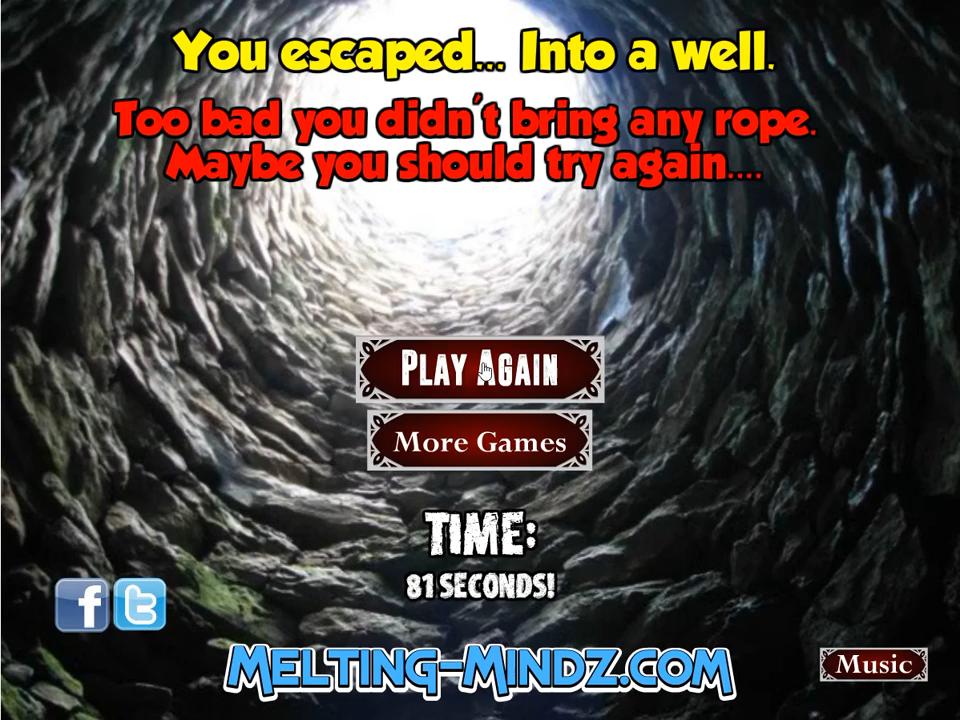 You escaped... Into a well.
Too bad you didn't bring any rope.
Maybe you should try again....
Play Again
More Games
TIME:
81 SECONDS!
f t
MELTING-MINDZ.COM
Music